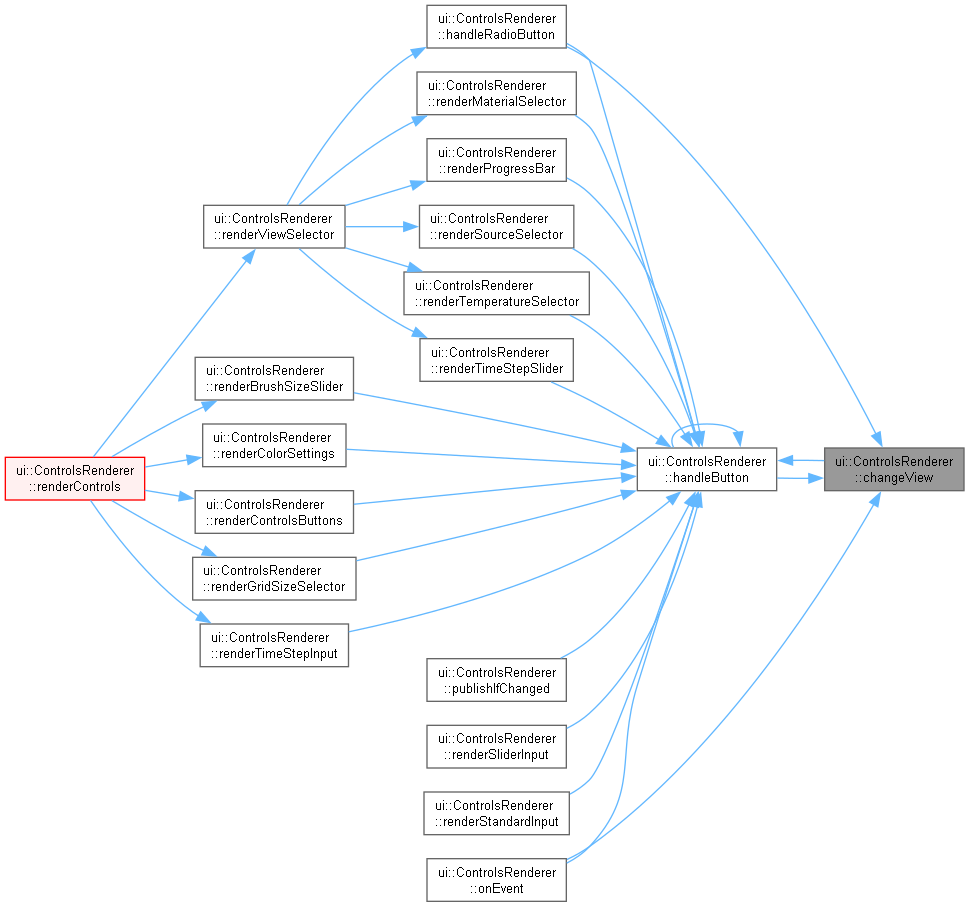 ui::ControlsRenderer
::handleRadioButton
ui::ControlsRenderer
::renderMaterialSelector
ui::ControlsRenderer
::renderProgressBar
ui::ControlsRenderer
::renderViewSelector
ui::ControlsRenderer
::renderSourceSelector
ui::ControlsRenderer
::renderTemperatureSelector
ui::ControlsRenderer
::renderTimeStepSlider
ui::ControlsRenderer
::renderBrushSizeSlider
ui::ControlsRenderer
::renderColorSettings
ui::ControlsRenderer
::renderControls
ui::ControlsRenderer
::handleButton
ui::ControlsRenderer
::changeView
ui::ControlsRenderer
::renderControlsButtons
ui::ControlsRenderer
::renderGridSizeSelector
ui::ControlsRenderer
::renderTimeStepInput
ui::ControlsRenderer
::publishIfChanged
ui::ControlsRenderer
::renderSliderInput
ui::ControlsRenderer
::renderStandardInput
ui::ControlsRenderer
::onEvent